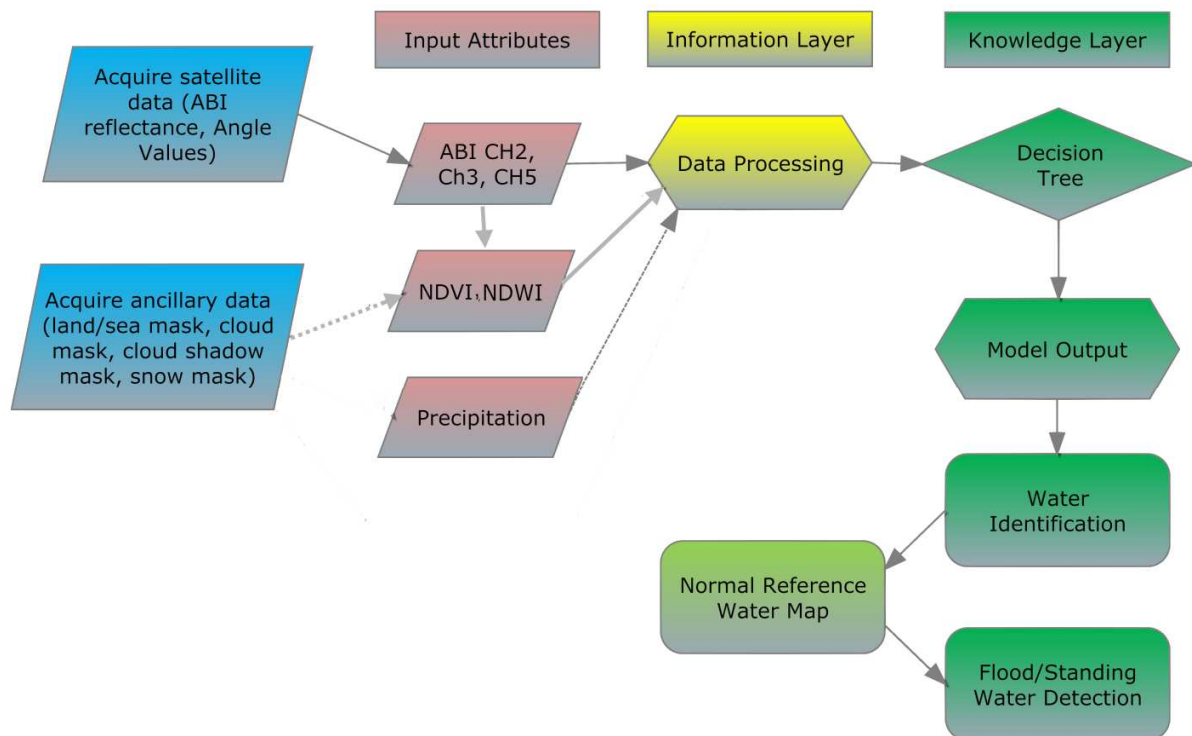 Input Attributes
Information Layer
Knowledge Layer
Acquire satellite
data (ABI
reflectance, Angle
Values)
ABI CH2,
Ch3, CH5
Data Processing
Decision
Tree
Acquire ancillary data
(land/sea mask, cloud
mask, cloud shadow
mask, snow mask)
NDVI, NDWI
Precipitation
Model Output
Water
Identification
Normal Reference
Water Map
Flood/Standing
Water Detection